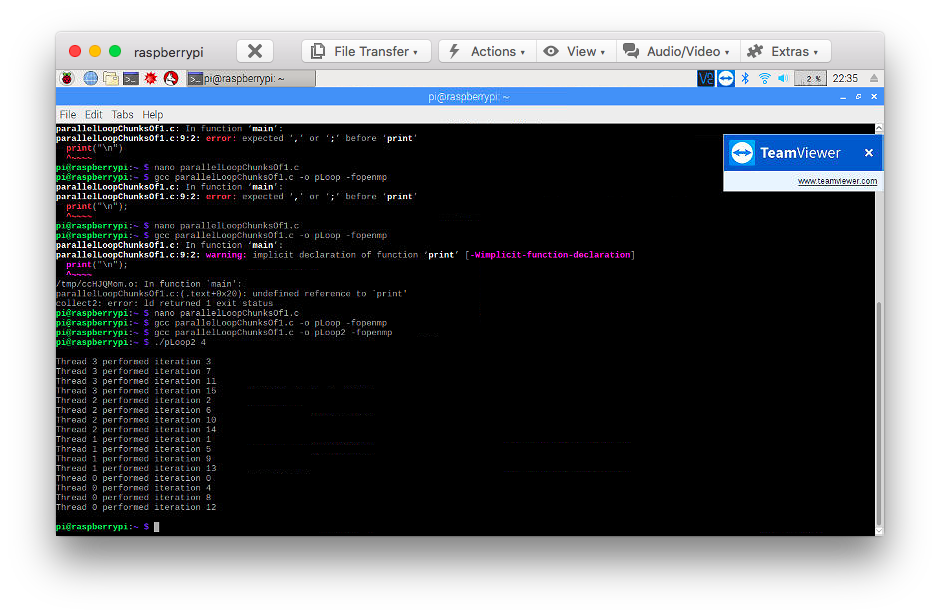 raspberrypi
File Transfer
Actions
View
Audio/Video
Extras
pi@raspberrypi: ~
2 %
22:35
pi@raspberrypi: ~
File Edit Tabs Help
parallelLoopChunksOf1.c: In function ‘main’:
parallelLoopChunksOf1.c:9:2: error: expected ‘,’ or ‘;’ before ‘print’
print("\n")
^~~~~
pi@raspberrypi:~ $ nano parallelLoopChunksOf1.c
pi@raspberrypi:~ $ gcc parallelLoopChunksOf1.c -o pLoop -fopenmp
parallelLoopChunksOf1.c: In function ‘main’:
parallelLoopChunksOf1.c:9:2: error: expected ‘,’ or ‘;’ before ‘print’
print("\n");
^~~~~
pi@raspberrypi:~ $ nano parallelLoopChunksOf1.c
pi@raspberrypi:~ $ gcc parallelLoopChunksOf1.c -o pLoop -fopenmp
parallelLoopChunksOf1.c: In function ‘main’:
parallelLoopChunksOf1.c:9:2: warning: implicit declaration of function ‘print’ [-Wimplicit-function-declaration]
print("\n");
^~~~~
/tmp/ccHJQMom.o: In function `main':
parallelLoopChunksOf1.c:(.text+0x20): undefined reference to `print'
collect2: error: ld returned 1 exit status
pi@raspberrypi:~ $ nano parallelLoopChunksOf1.c
pi@raspberrypi:~ $ gcc parallelLoopChunksOf1.c -o pLoop -fopenmp
pi@raspberrypi:~ $ gcc parallelLoopChunksOf1.c -o pLoop2 -fopenmp
pi@raspberrypi:~ $ ./pLoop2 4
Thread 3 performed iteration 3
Thread 3 performed iteration 7
Thread 3 performed iteration 11
Thread 3 performed iteration 15
Thread 2 performed iteration 2
Thread 2 performed iteration 6
Thread 2 performed iteration 10
Thread 2 performed iteration 14
Thread 1 performed iteration 1
Thread 1 performed iteration 5
Thread 1 performed iteration 9
Thread 1 performed iteration 13
Thread 0 performed iteration 0
Thread 0 performed iteration 4
Thread 0 performed iteration 8
Thread 0 performed iteration 12
pi@raspberrypi:~ $
TeamViewer
www.teamviewer.com